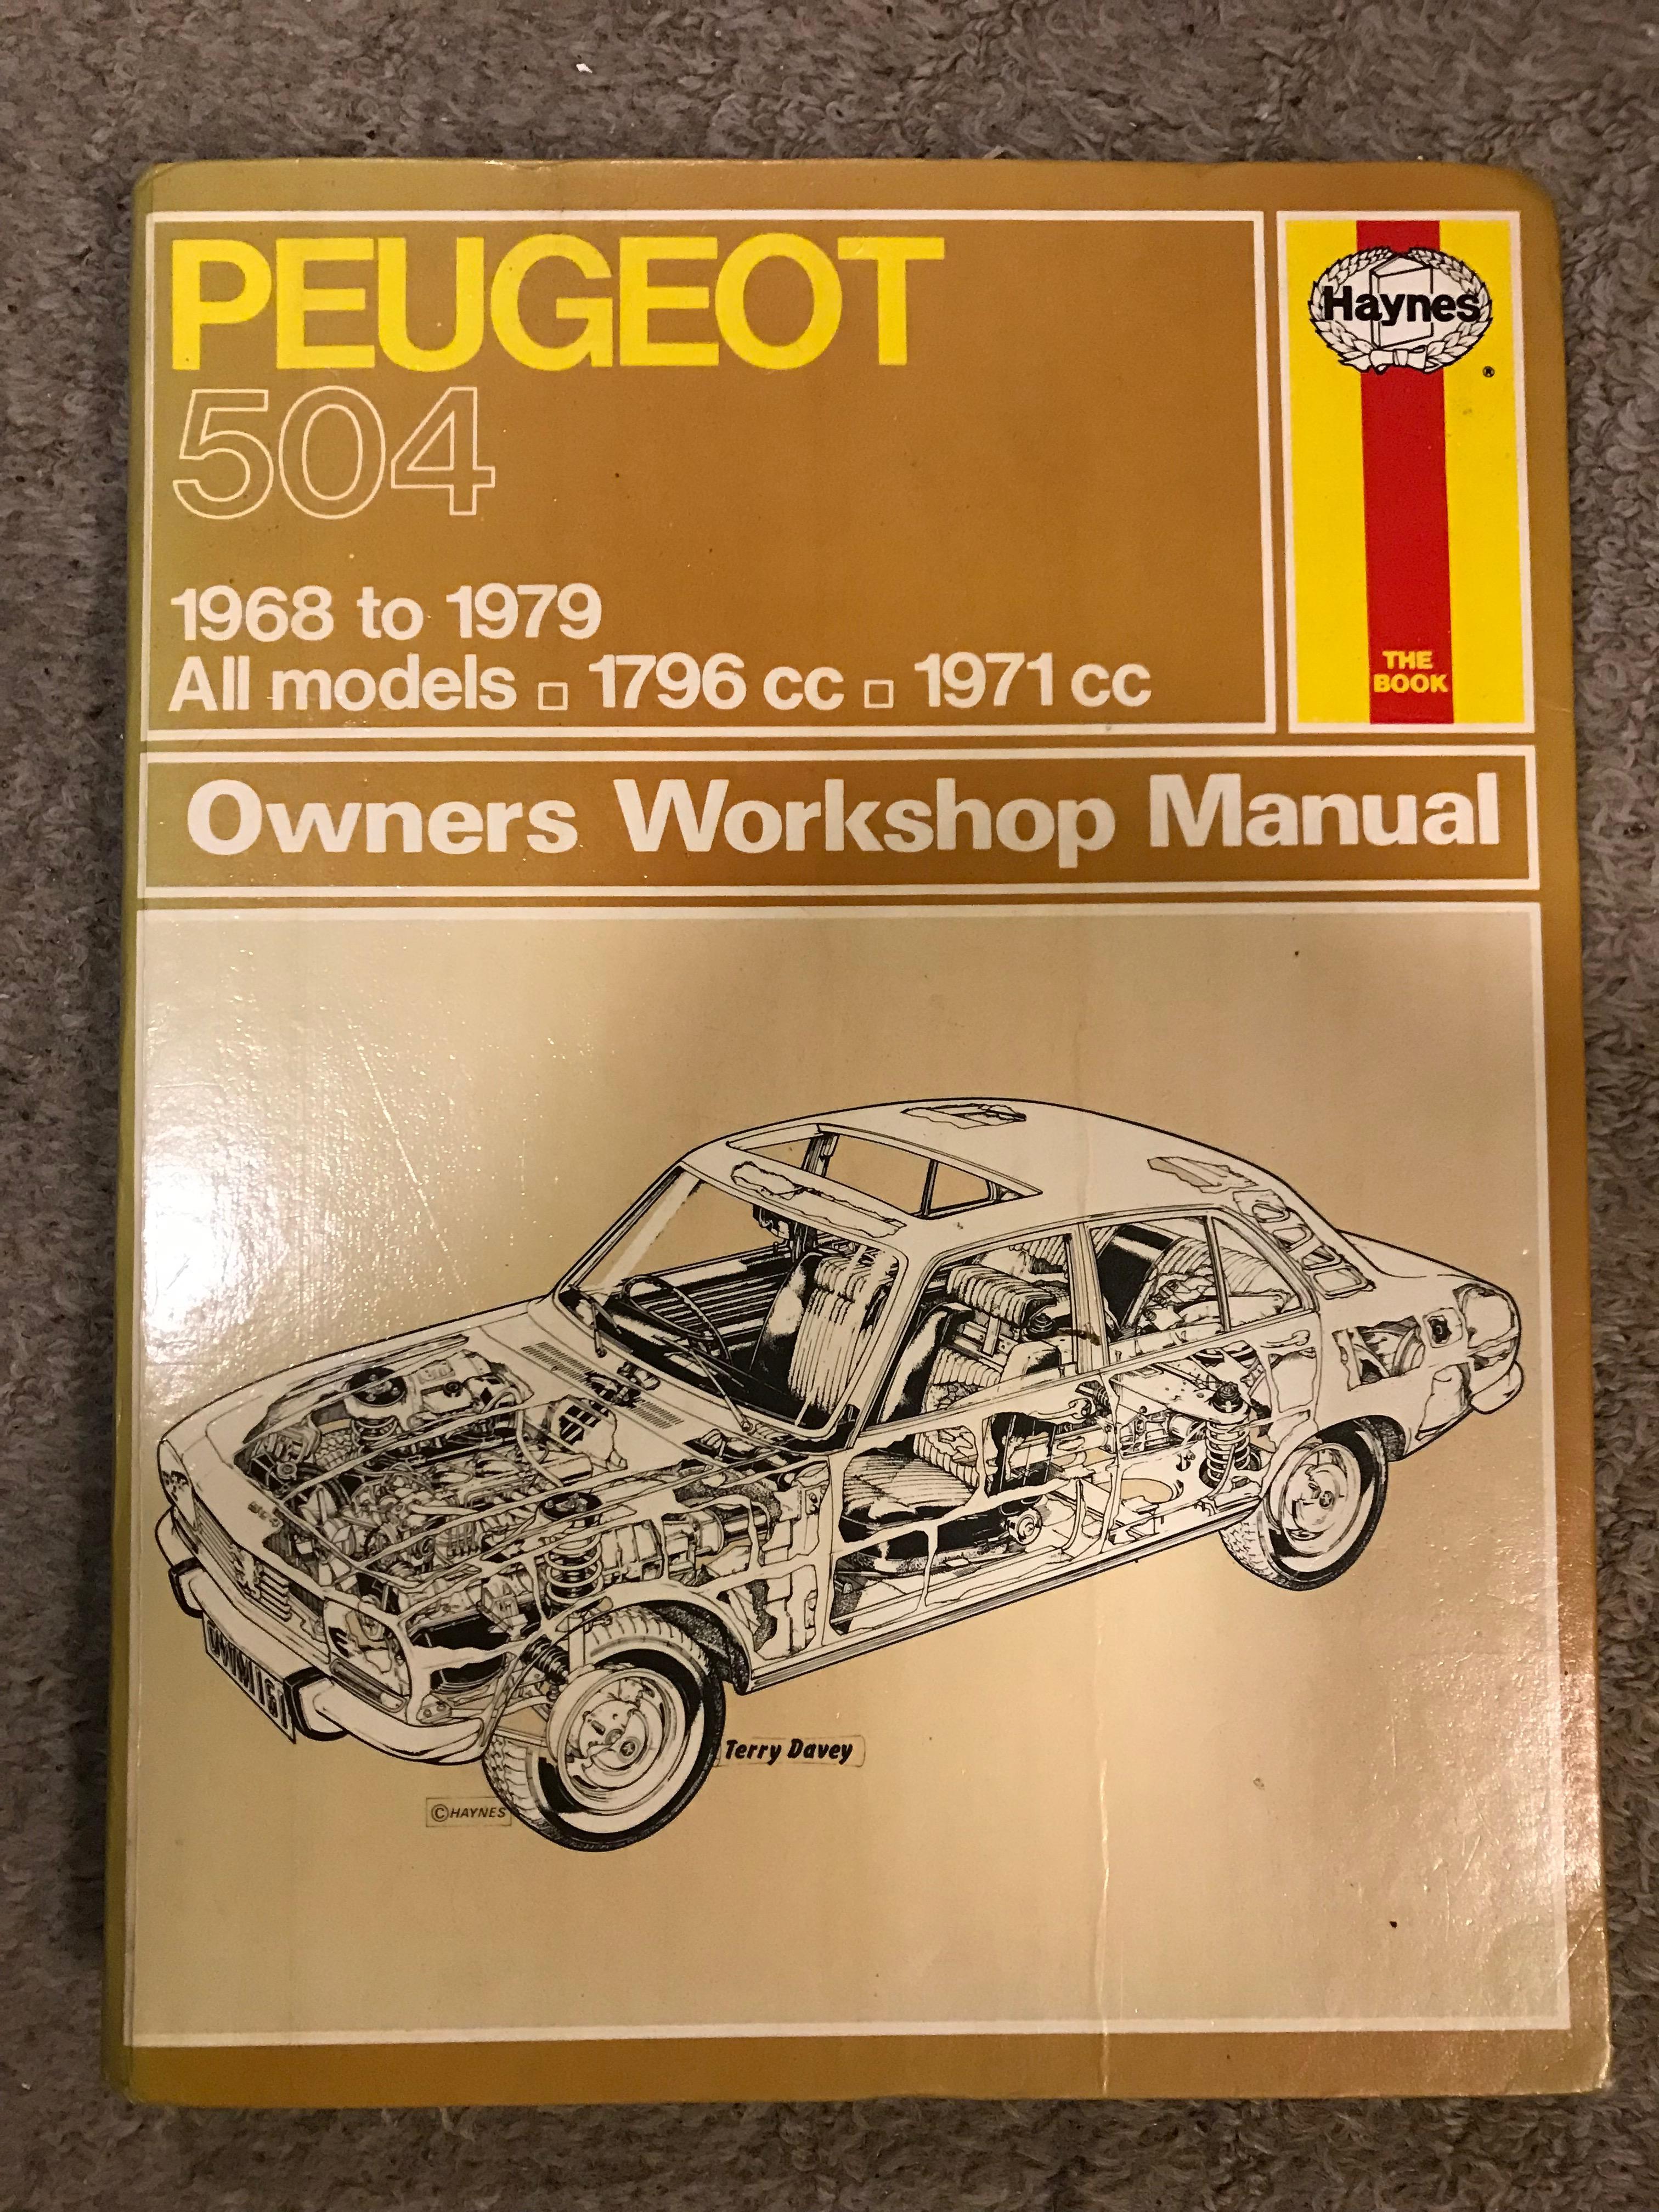 PEUGEOT
504
1968 to 1979
All models □ 1796 cc □ 1971 cc
Haynes
®
THE
BOOK
Owners Workshop Manual
Terry Davey
©HAYNES